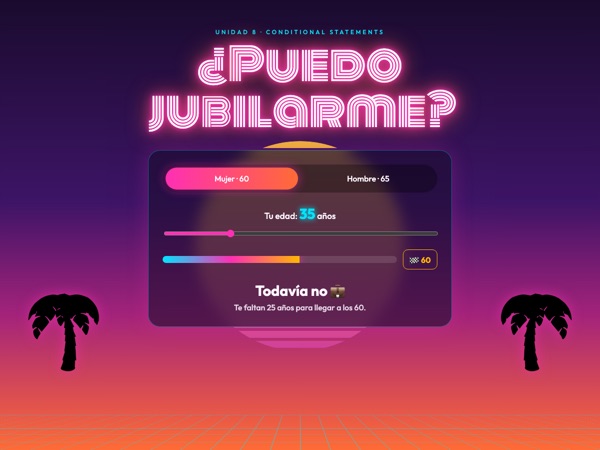 UNIDAD 8 · CONDITIONAL STATEMENTS
¿PUEDO
JUBILARME?
Mujer · 60
Hombre · 65
Tu edad: 35 años
60
Todavía no
Te faltan 25 años para llegar a los 60.